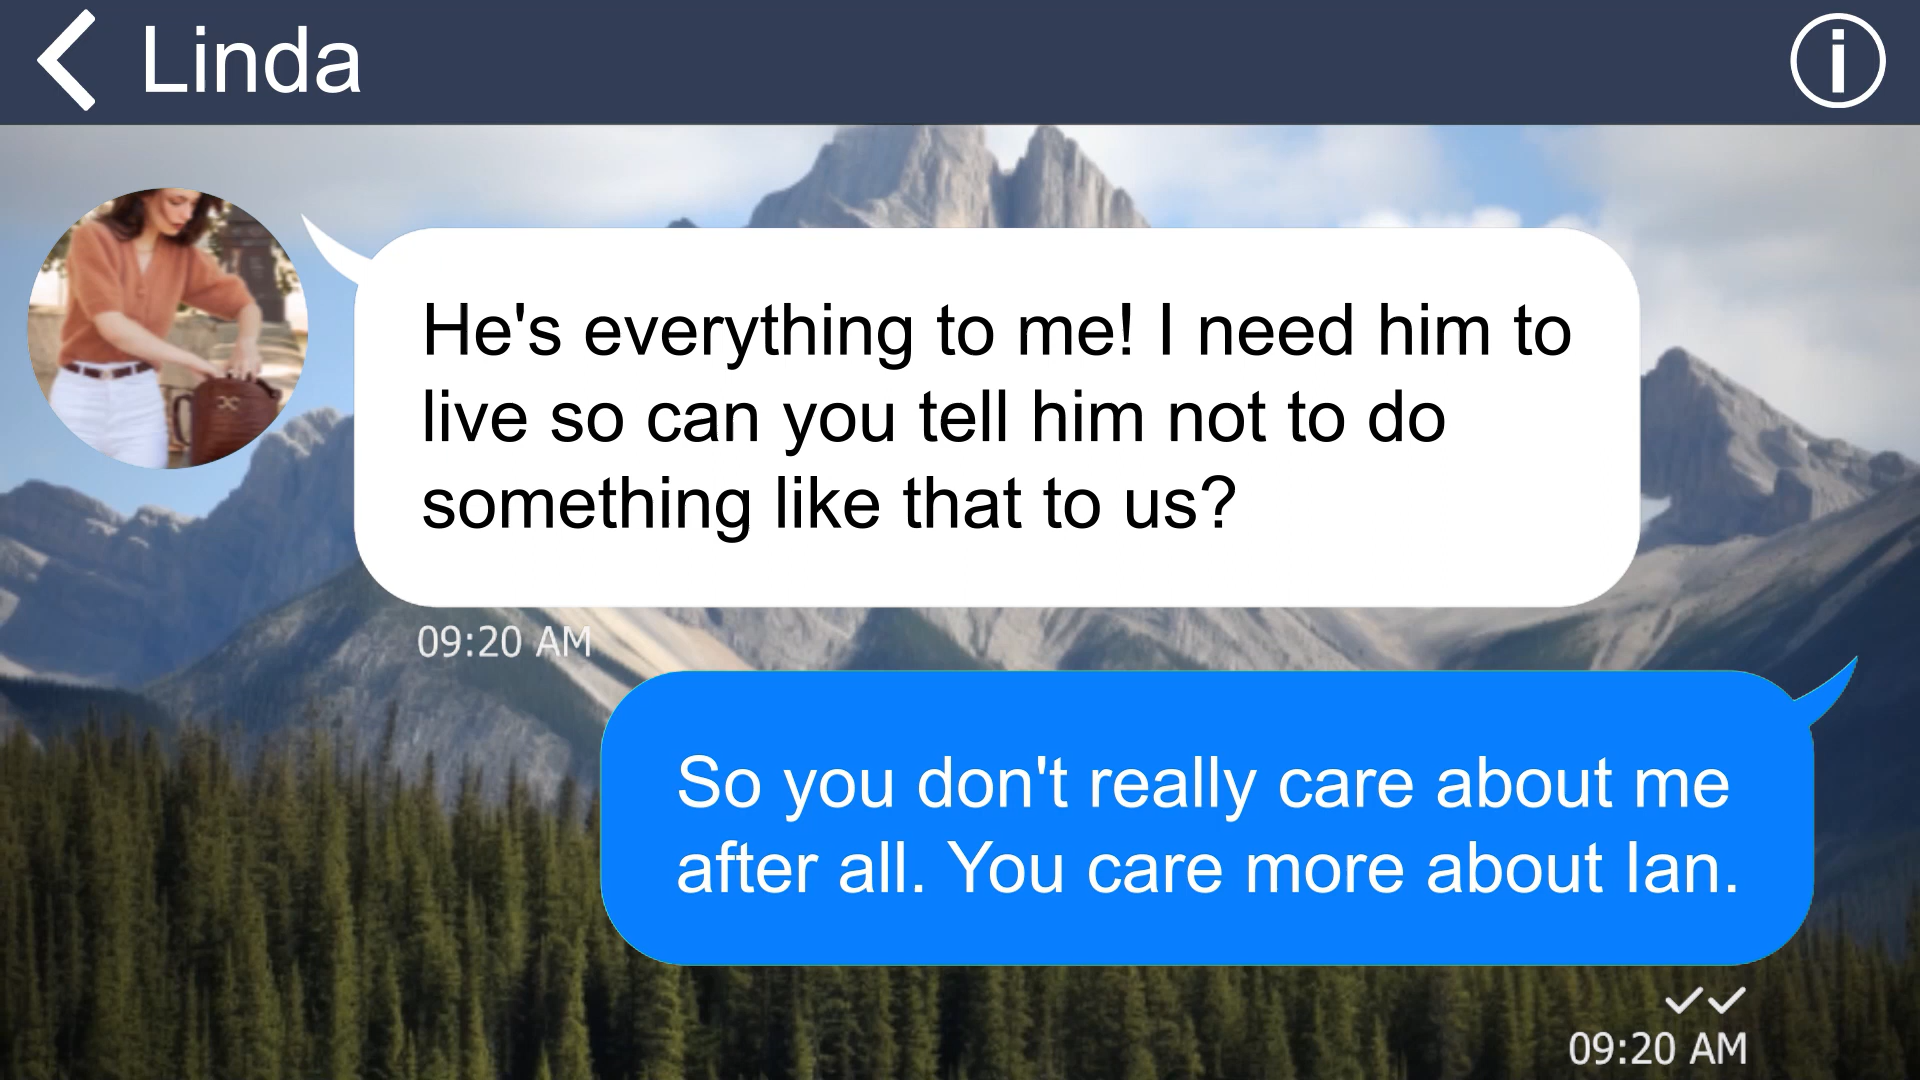 Linda
He's everything to me! I need him to
live so can you tell him not to do
something like that to us?
09:20 AM
So you don't really care about me
after all. You care more about Ian.
09:20 AM